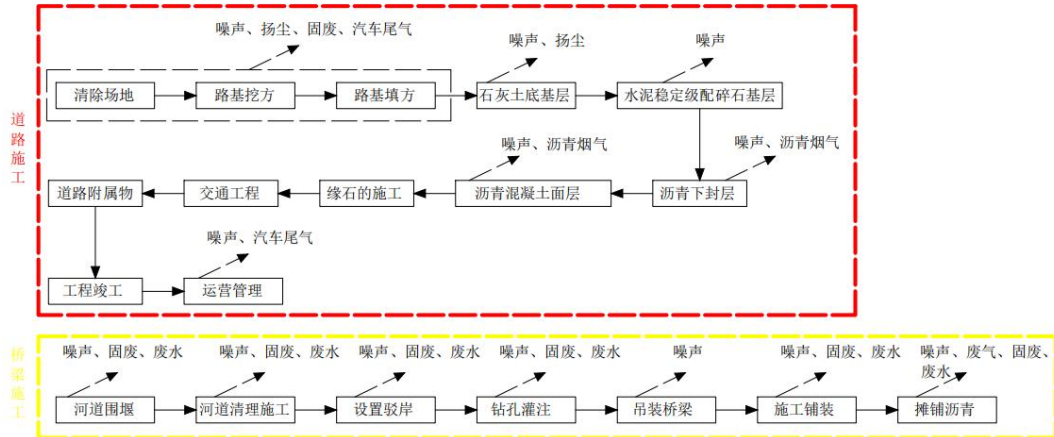 道路施工
噪声、扬尘、固废、汽车尾气
噪声、扬尘
噪声
清除场地
路基挖方
路基填方
石灰土底基层
水泥稳定级配碎石基层
噪声、沥青烟气
噪声、沥青烟气
道路附属物
交通工程
缘石的施工
沥青混凝土面层
沥青下封层
噪声、汽车尾气
工程竣工
运营管理
桥梁施工
噪声、固废、废水
噪声、固废、废水
噪声、固废、废水
噪声、固废、废水
噪声
噪声、固废、废水
噪声、废气、固废、
废水
河道围堰
河道清理施工
设置驳岸
钻孔灌注
吊装桥梁
施工铺装
摊铺沥青